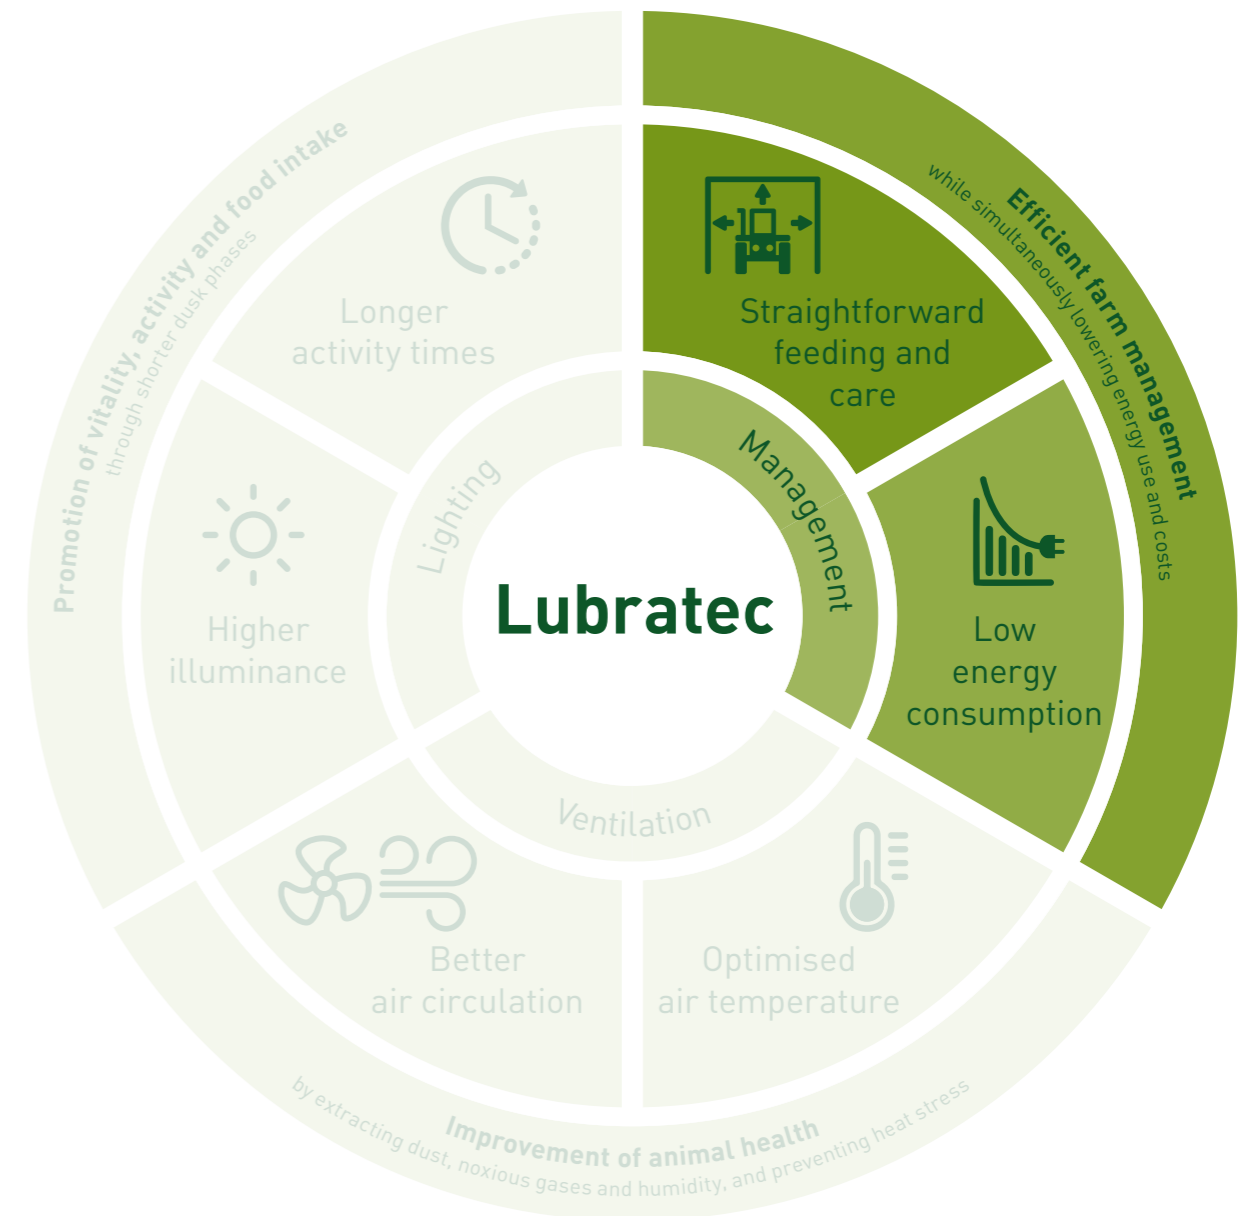 Promotion of vitality, activity and food intake
through shorter dusk phases
Efficient farm management
while simultaneously lowering energy use and costs
Longer
activity times
Straightforward
feeding and
care
Lighting
Management
Higher
illuminance
Lubratec
Low
energy
consumption
Ventilation
Better
air circulation
Optimised
air temperature
Improvement of animal health
by extracting dust, noxious gases and humidity, and preventing heat stress